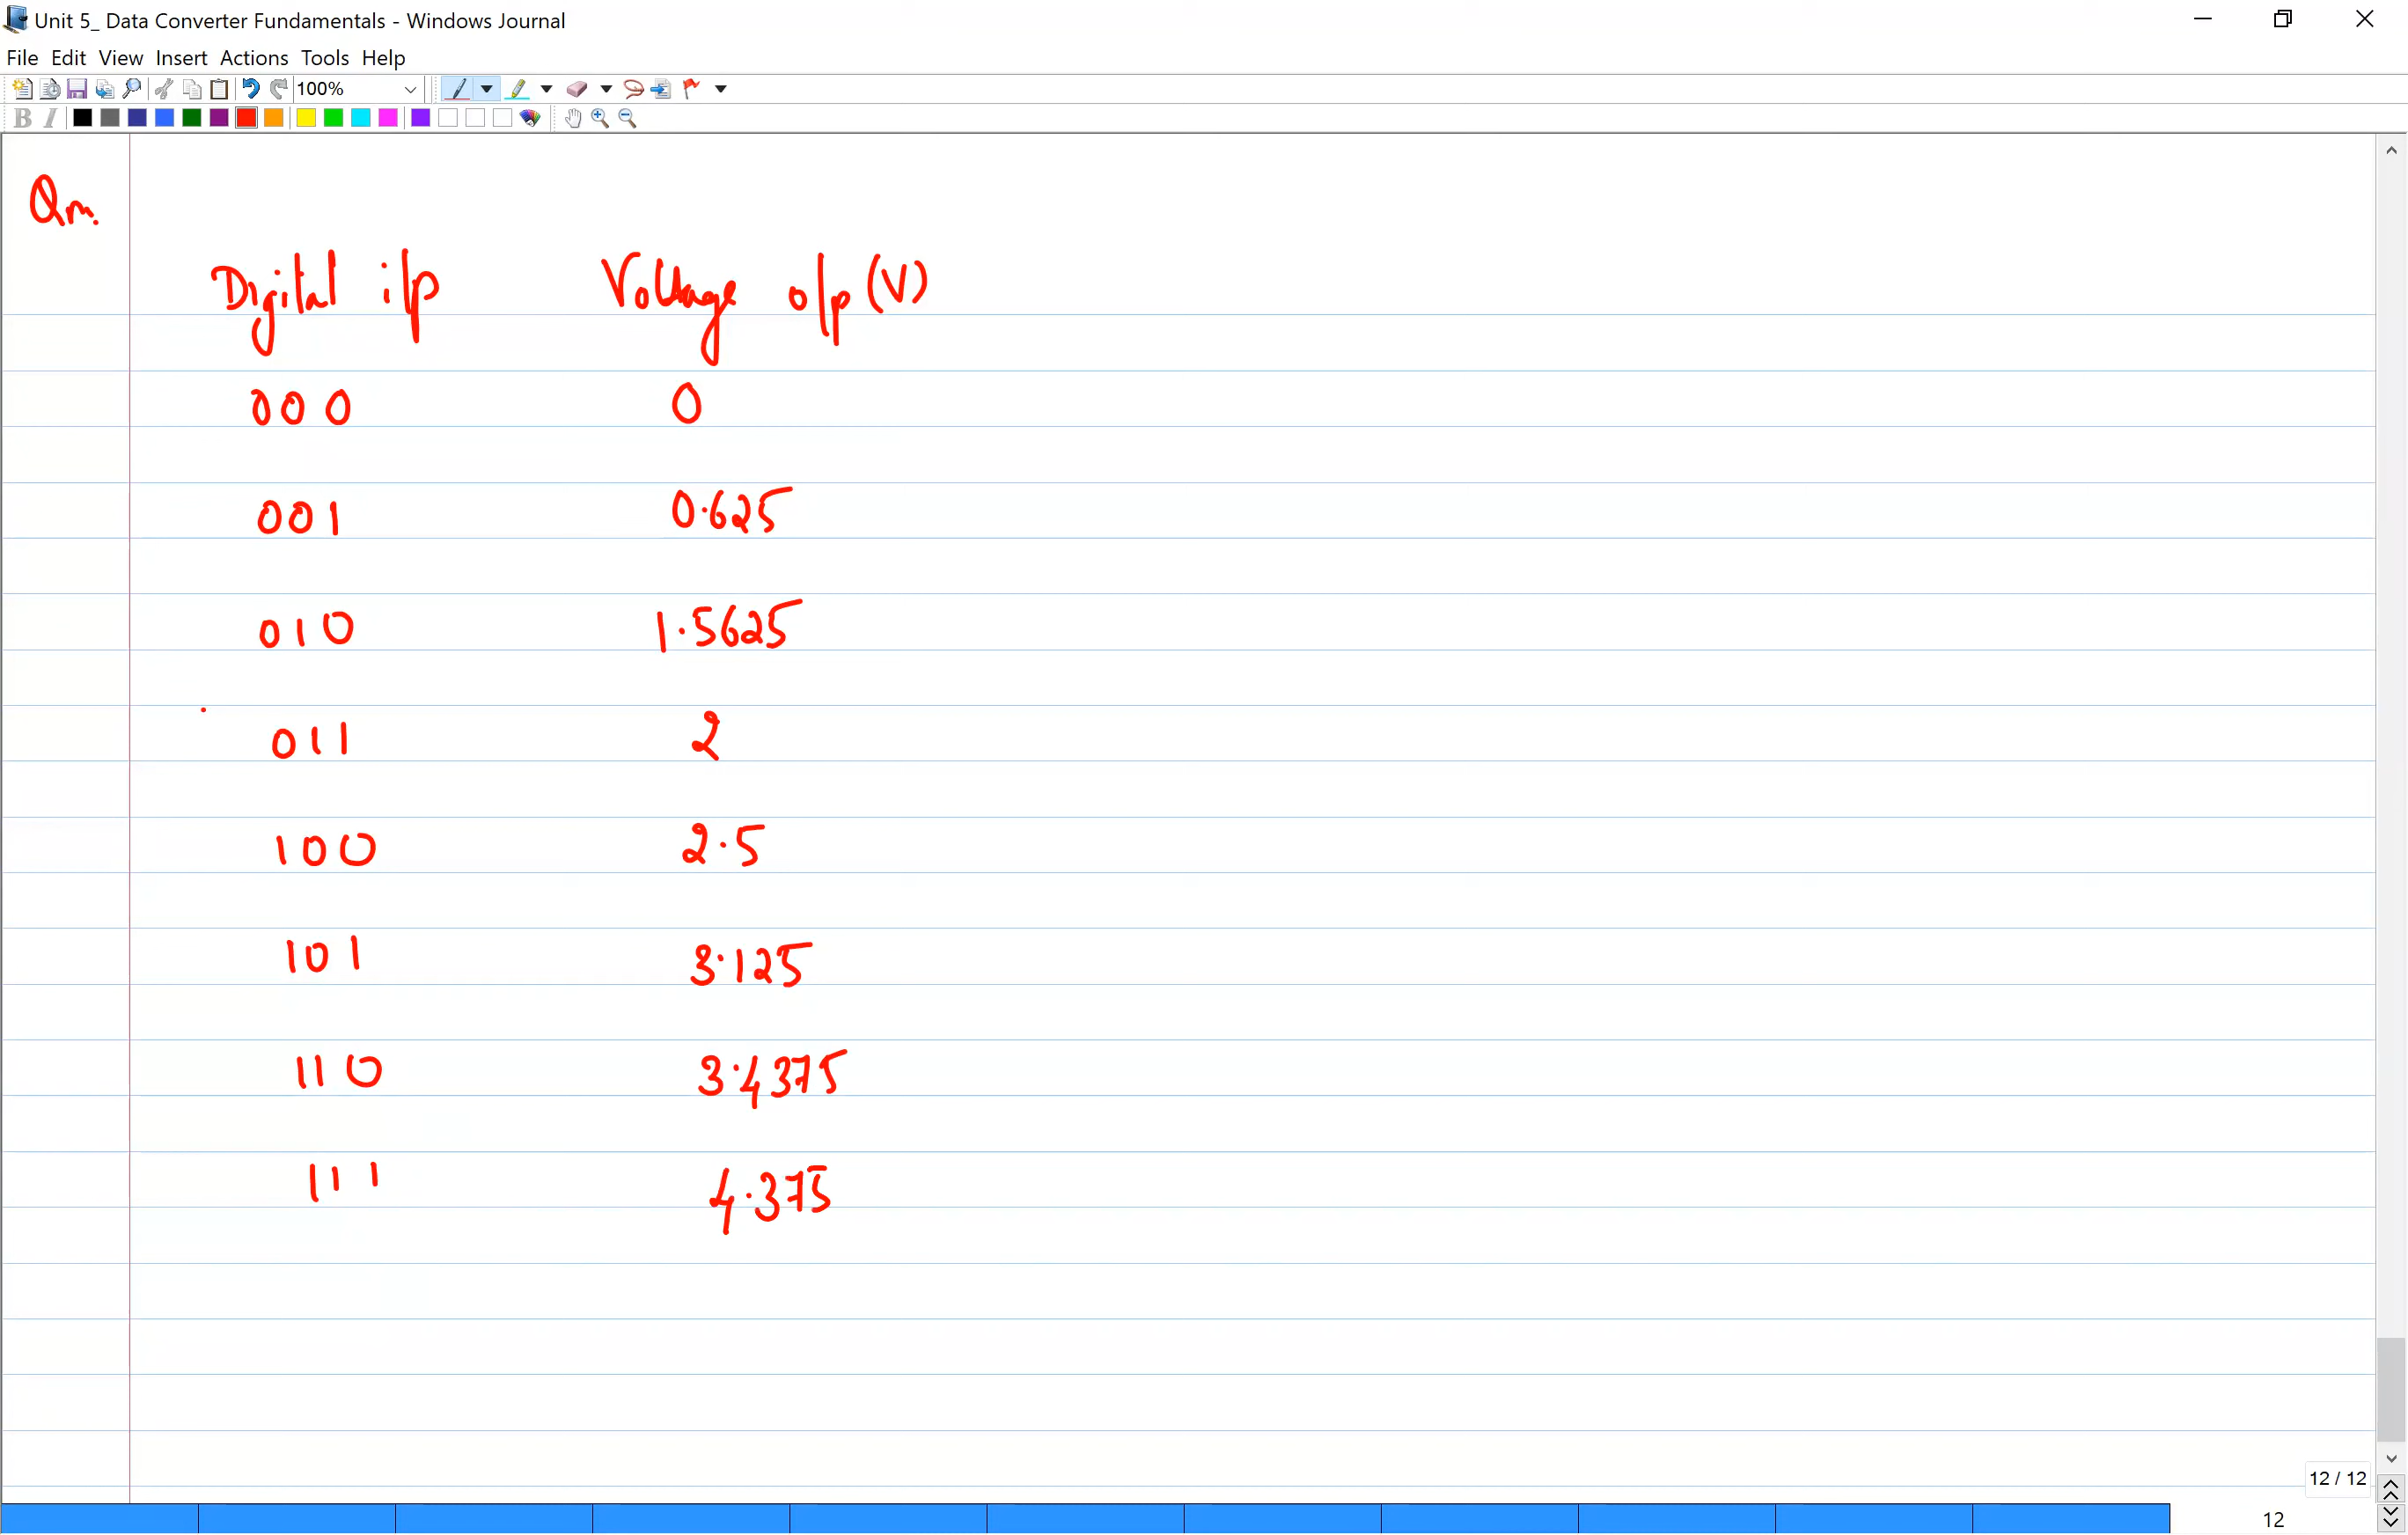 Unit 5_ Data Converter Fundamentals - Windows Journal
File Edit View Insert Actions Tools Help
100%
B I
Qn.
Digital i/p Voltage o/p (V)
000 0
001 0.625
010 1.5625
011 2
100 2.5
101 3.125
110 3.4375
111 4.375
12 / 12
12